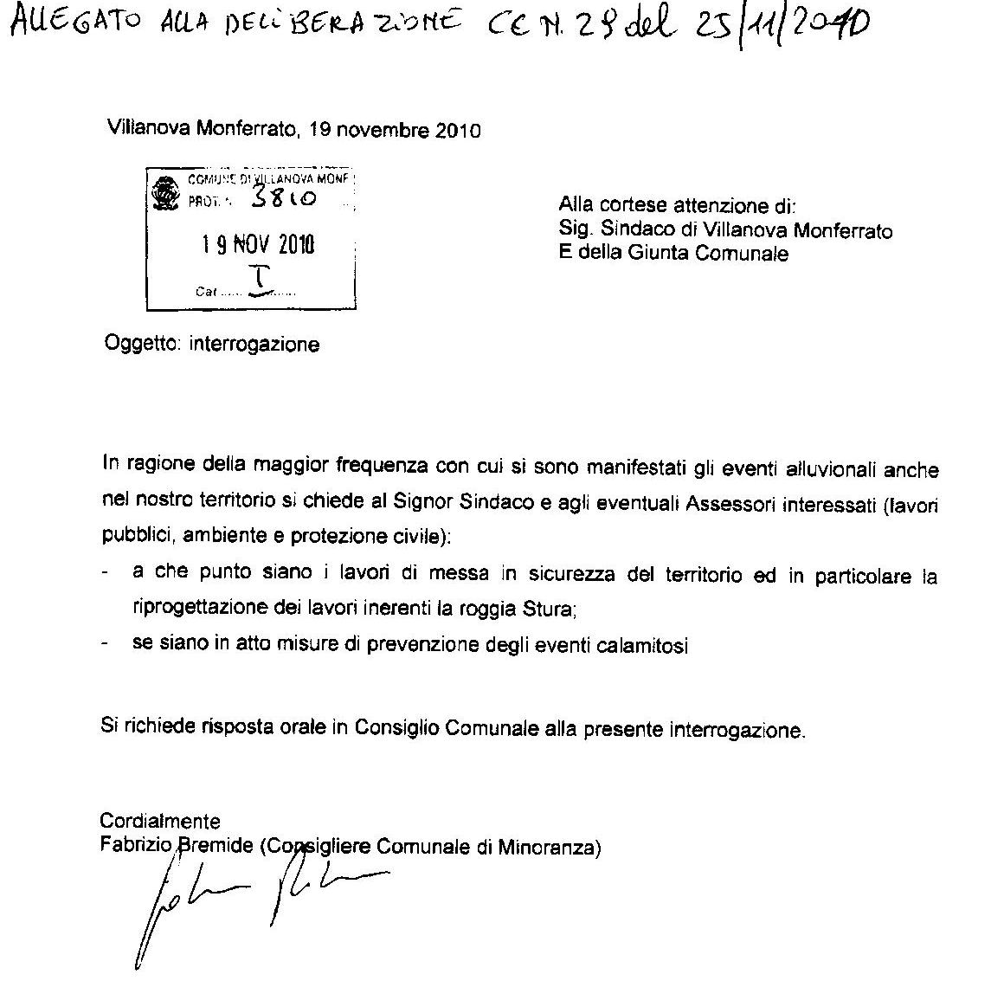 ALLEGATO ALLA DELIBERAZIONE CC N. 29 del 25/11/2010
Villanova Monferrato, 19 novembre 2010
COMUNE DI VILLANOVA MONF
PROT. N. 3810
19 NOV 2010
Cat ...... I ......
Alla cortese attenzione di:
Sig. Sindaco di Villanova Monferrato
E della Giunta Comunale
Oggetto: interrogazione
In ragione della maggior frequenza con cui si sono manifestati gli eventi alluvionali anche
nel nostro territorio si chiede al Signor Sindaco e agli eventuali Assessori interessati (lavori
pubblici, ambiente e protezione civile):
- a che punto siano i lavori di messa in sicurezza del territorio ed in particolare la
riprogettazione dei lavori inerenti la roggia Stura;
- se siano in atto misure di prevenzione degli eventi calamitosi
Si richiede risposta orale in Consiglio Comunale alla presente interrogazione.
Cordialmente
Fabrizio Bremide (Consigliere Comunale di Minoranza)